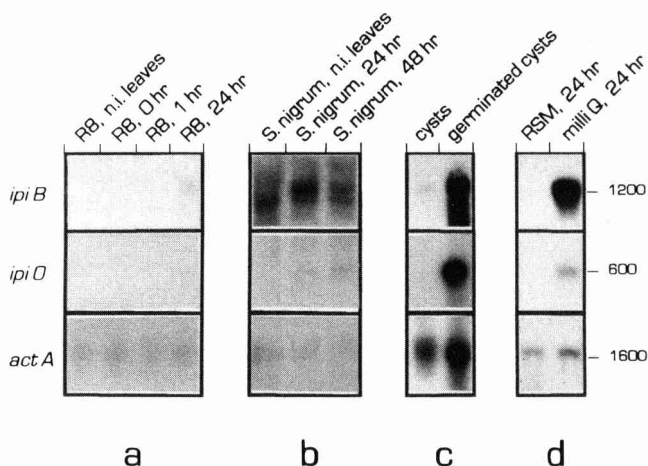 R8, n.i. leaves
R8, 0 hr
R8, 1 hr
R8, 24 hr
S. nigrum, n.i. leaves
S. nigrum, 24 hr
S. nigrum, 48 hr
cysts
germinated cysts
RSM, 24 hr
milli Q, 24 hr
ipi B
1200
ipi O
600
act A
1600
a b c d